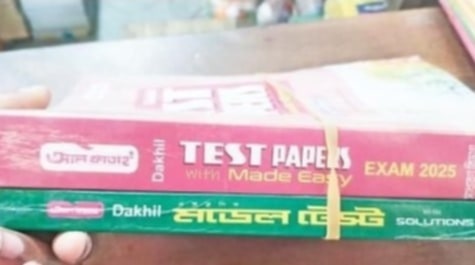 আল ফাতাহ
Dakhil
TEST PAPERS
with Made Easy
EXAM 2025
Dakhil
মডেল টেস্ট
SOLUTIONS